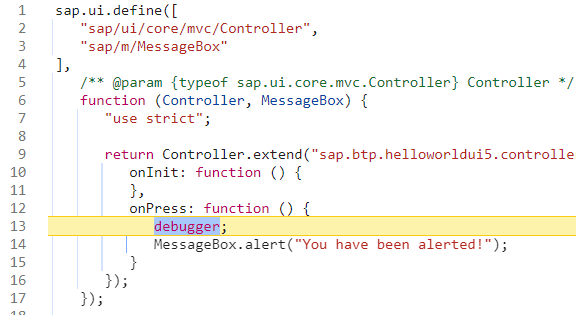 1 sap.ui.define([
2 "sap/ui/core/mvc/Controller",
3 "sap/m/MessageBox"
4 ],
5 /** @param {typeof sap.ui.core.mvc.Controller} Controller */
6 function (Controller, MessageBox) {
7 "use strict";
8
9 return Controller.extend("sap.btp.helloworldui5.controlle
10 onInit: function () {
11 },
12 onPress: function () {
13 debugger;
14 MessageBox.alert("You have been alerted!");
15 }
16 });
17 });